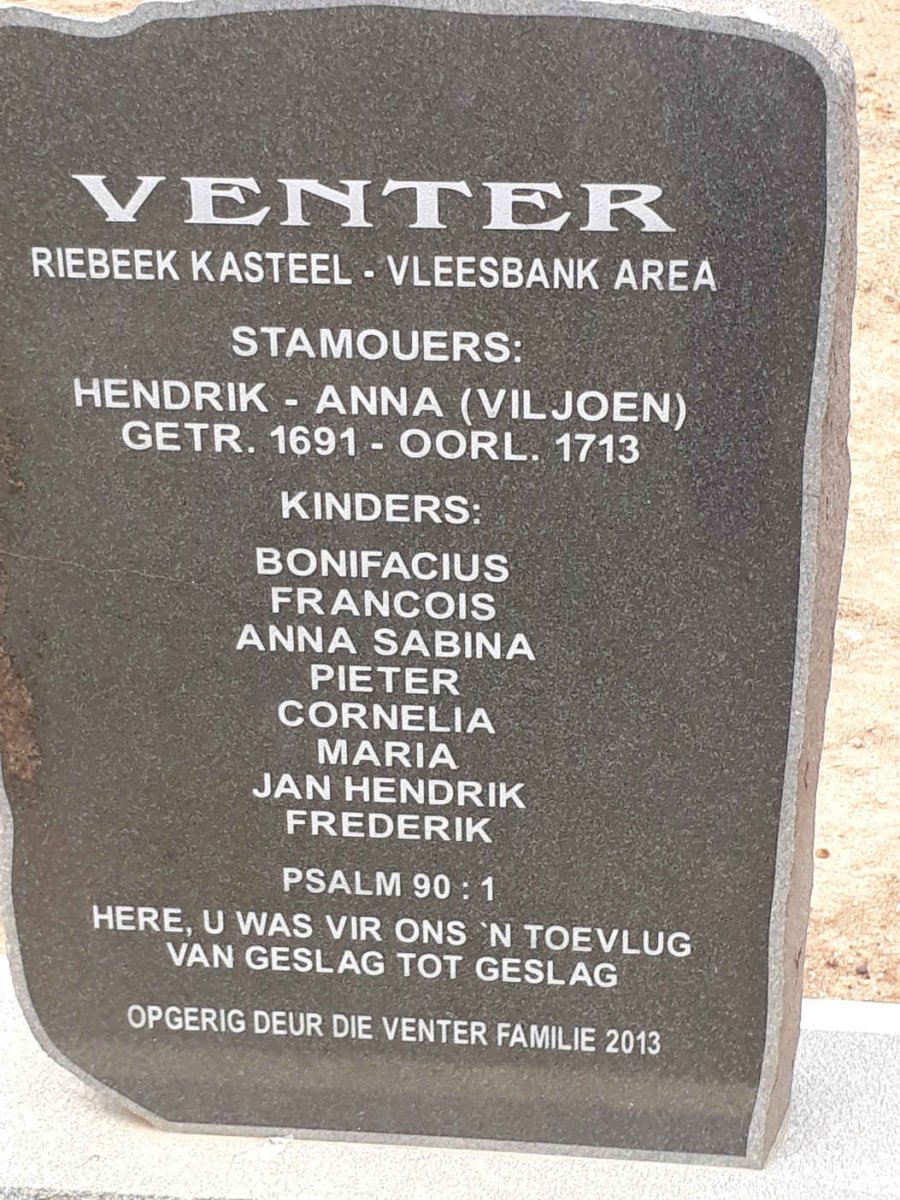 VENTER
RIEBEEK KASTEEL - VLEESBANK AREA
STAMOUERS:
HENDRIK - ANNA (VILJOEN)
GETR. 1691 - OORL. 1713
KINDERS:
BONIFACIUS
FRANCOIS
ANNA SABINA
PIETER
CORNELIA
MARIA
JAN HENDRIK
FREDERIK
PSALM 90 : 1
HERE, U WAS VIR ONS `N TOEVLUG
VAN GESLAG TOT GESLAG
OPGERIG DEUR DIE VENTER FAMILIE 2013